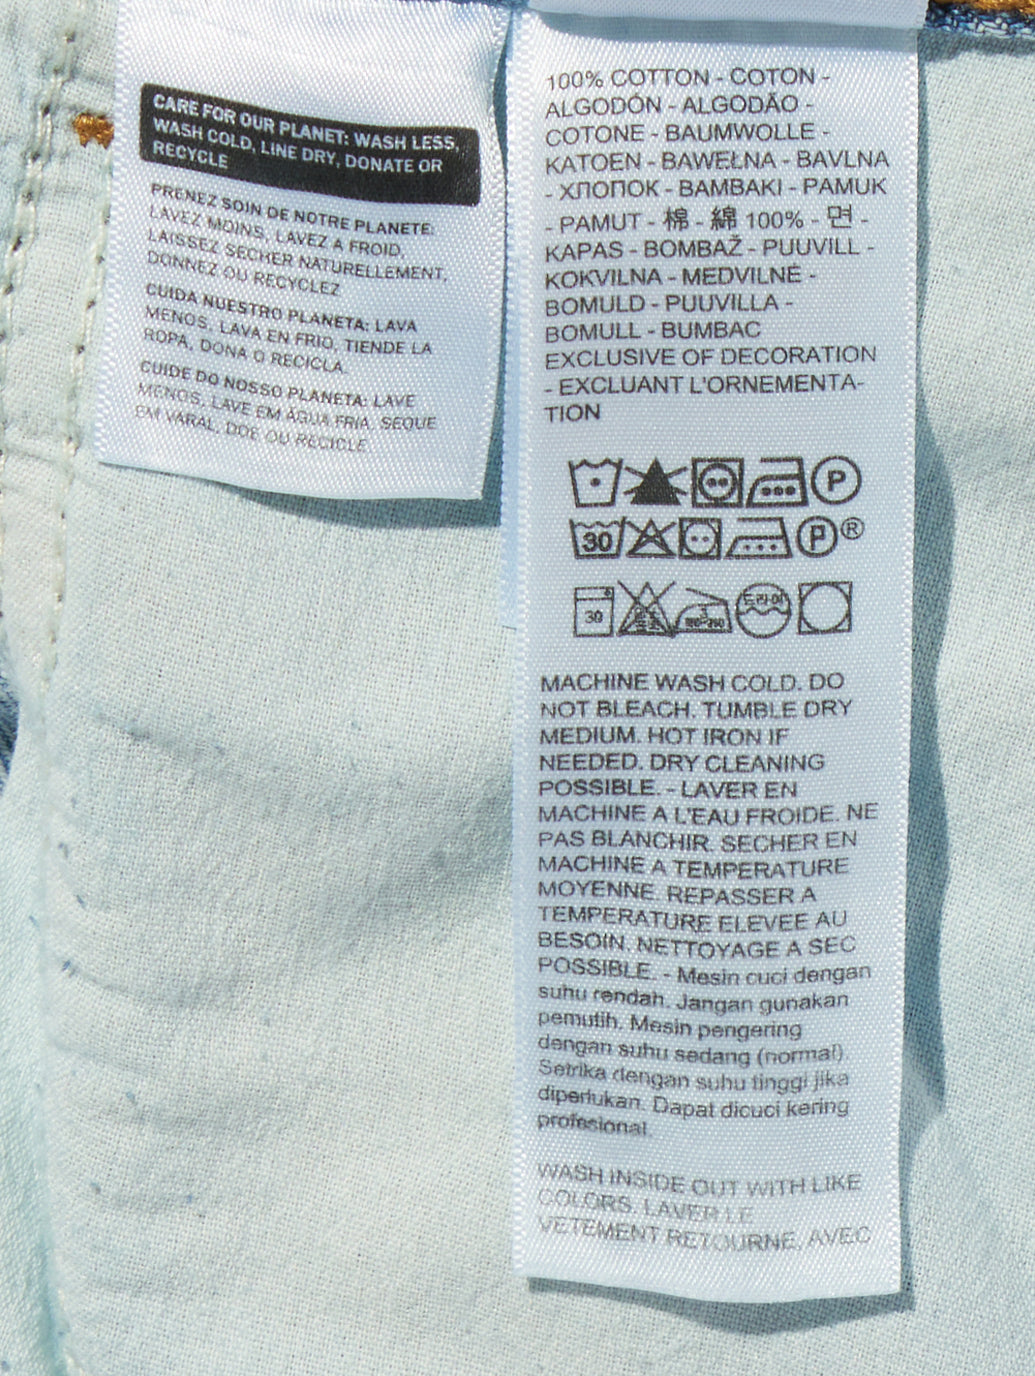 CARE FOR OUR PLANET: WASH LESS,
WASH COLD, LINE DRY, DONATE OR
RECYCLE
PRENEZ SOIN DE NOTRE PLANETE:
LAVEZ MOINS, LAVEZ A FROID,
LAISSEZ SECHER NATURELLEMENT,
DONNEZ OU RECYCLEZ
CUIDA NUESTRO PLANETA: LAVA
MENOS, LAVA EN FRIO, TIENDE LA
ROPA, DONA O RECICLA.
CUIDE DO NOSSO PLANETA: LAVE
MENOS, LAVE EM ÁGUA FRIA, SEQUE
EM VARAL, DOE OU RECICLE
100% COTTON - COTON -
ALGODÓN - ALGODÃO -
COTONE - BAUMWOLLE -
KATOEN - BAWEŁNA - BAVLNA
- ХЛОПОК - BAMBAKI - PAMUK
- PAMUT - 棉 - 綿 100% - 면 -
KAPAS - BOMBAŽ - PUUVILL -
KOKVILNA - MEDVILNĖ -
BOMULD - PUUVILLA -
BOMULL - BUMBAC
EXCLUSIVE OF DECORATION
- EXCLUANT L'ORNEMENTA-
TION
P
30 P ®
30 드라이
MACHINE WASH COLD. DO
NOT BLEACH. TUMBLE DRY
MEDIUM. HOT IRON IF
NEEDED. DRY CLEANING
POSSIBLE. - LAVER EN
MACHINE A L'EAU FROIDE. NE
PAS BLANCHIR. SECHER EN
MACHINE A TEMPERATURE
MOYENNE. REPASSER A
TEMPERATURE ELEVEE AU
BESOIN. NETTOYAGE A SEC
POSSIBLE. - Mesin cuci dengan
suhu rendah. Jangan gunakan
pemutih. Mesin pengering
dengan suhu sedang (normal).
Setrika dengan suhu tinggi jika
diperlukan. Dapat dicuci kering
profesional.
WASH INSIDE OUT WITH LIKE
COLORS. LAVER LE
VETEMENT RETOURNE, AVEC